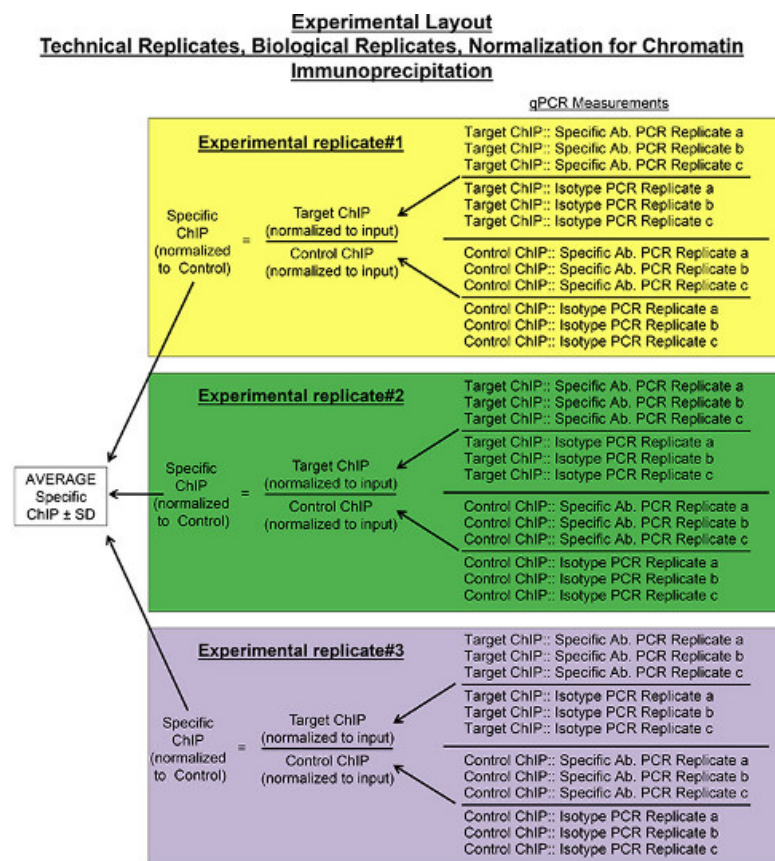 Experimental Layout
Technical Replicates, Biological Replicates, Normalization for Chromatin
Immunoprecipitation
qPCR Measurements
Experimental replicate#1
Target ChIP:: Specific Ab. PCR Replicate a
Target ChIP:: Specific Ab. PCR Replicate b
Target ChIP:: Specific Ab. PCR Replicate c
Target ChIP:: Isotype PCR Replicate a
Target ChIP:: Isotype PCR Replicate b
Target ChIP:: Isotype PCR Replicate c
Specific
ChIP
(normalized
to Control)
=
Target ChIP
(normalized to input)
Control ChIP
(normalized to input)
Control ChIP:: Specific Ab. PCR Replicate a
Control ChIP:: Specific Ab. PCR Replicate b
Control ChIP:: Specific Ab. PCR Replicate c
Control ChIP:: Isotype PCR Replicate a
Control ChIP:: Isotype PCR Replicate b
Control ChIP:: Isotype PCR Replicate c
Experimental replicate#2
Target ChIP:: Specific Ab. PCR Replicate a
Target ChIP:: Specific Ab. PCR Replicate b
Target ChIP:: Specific Ab. PCR Replicate c
Target ChIP:: Isotype PCR Replicate a
Target ChIP:: Isotype PCR Replicate b
Target ChIP:: Isotype PCR Replicate c
AVERAGE
Specific
ChIP ± SD
Specific
ChIP
(normalized
to Control)
=
Target ChIP
(normalized to input)
Control ChIP
(normalized to input)
Control ChIP:: Specific Ab. PCR Replicate a
Control ChIP:: Specific Ab. PCR Replicate b
Control ChIP:: Specific Ab. PCR Replicate c
Control ChIP:: Isotype PCR Replicate a
Control ChIP:: Isotype PCR Replicate b
Control ChIP:: Isotype PCR Replicate c
Experimental replicate#3
Target ChIP:: Specific Ab. PCR Replicate a
Target ChIP:: Specific Ab. PCR Replicate b
Target ChIP:: Specific Ab. PCR Replicate c
Target ChIP:: Isotype PCR Replicate a
Target ChIP:: Isotype PCR Replicate b
Target ChIP:: Isotype PCR Replicate c
Specific
ChIP
(normalized
to Control)
=
Target ChIP
(normalized to input)
Control ChIP
(normalized to input)
Control ChIP:: Specific Ab. PCR Replicate a
Control ChIP:: Specific Ab. PCR Replicate b
Control ChIP:: Specific Ab. PCR Replicate c
Control ChIP:: Isotype PCR Replicate a
Control ChIP:: Isotype PCR Replicate b
Control ChIP:: Isotype PCR Replicate c